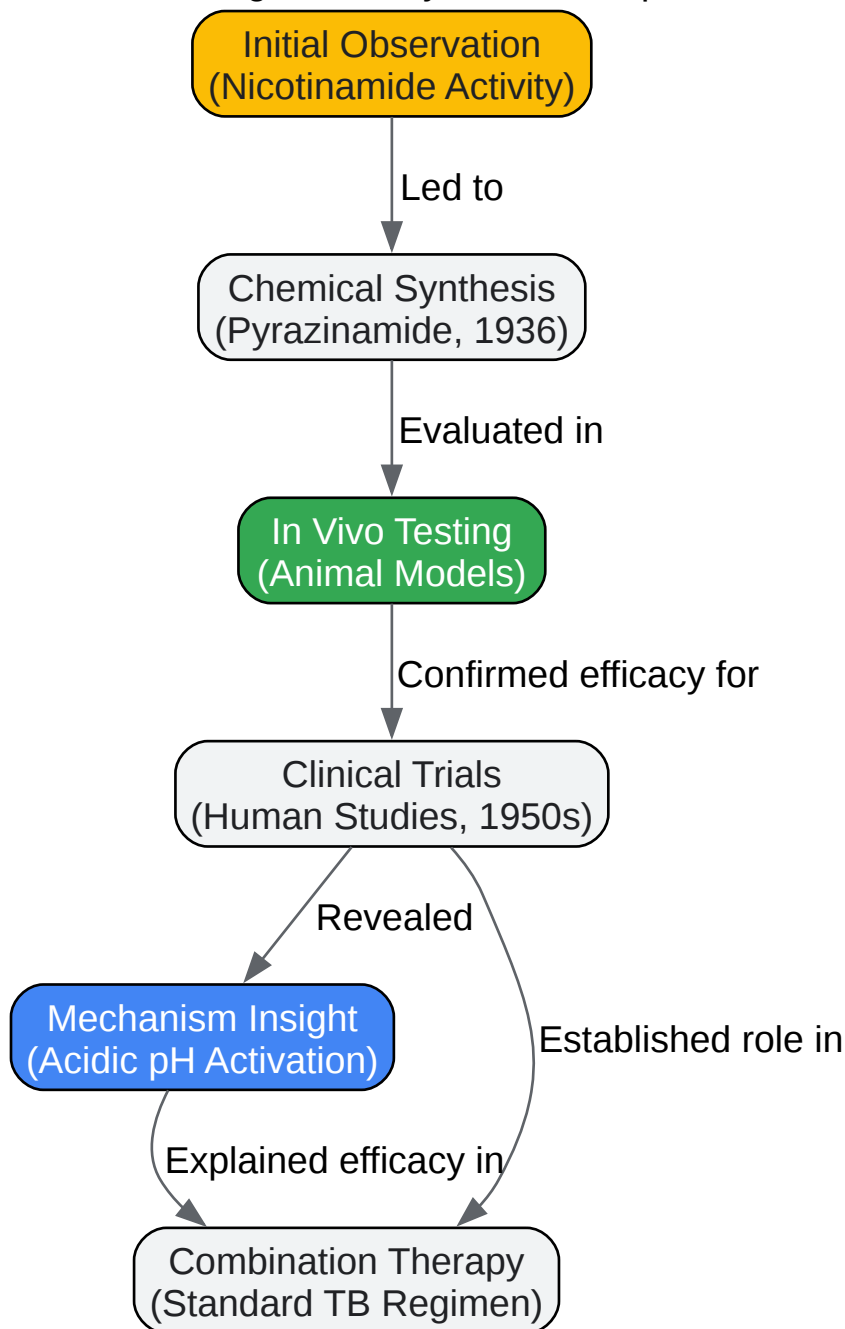 Initial Observation
(Nicotinamide Activity)
Led to
Chemical Synthesis
(Pyrazinamide, 1936)
Evaluated in
In Vivo Testing
(Animal Models)
Confirmed efficacy for
Clinical Trials
(Human Studies, 1950s)
Revealed
Mechanism Insight
(Acidic pH Activation)
Established role in
Explained efficacy in
Combination Therapy
(Standard TB Regimen)